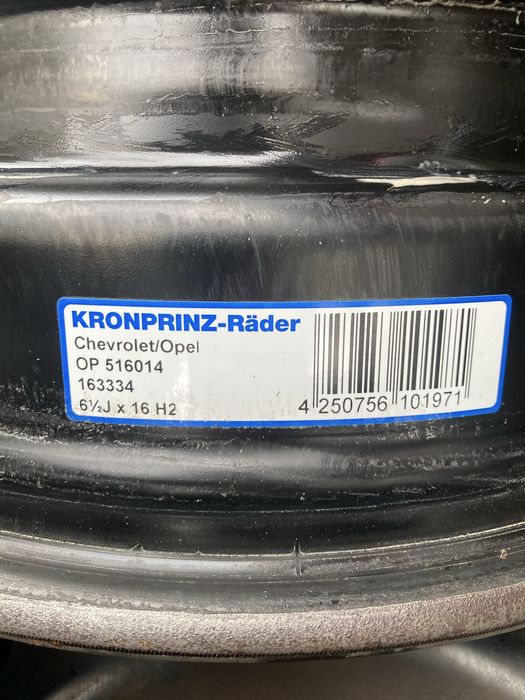 KRONPRINZ-Räder
Chevrolet/Opel
OP 516014
163334
6½J x 16 H2
4 250756 101971